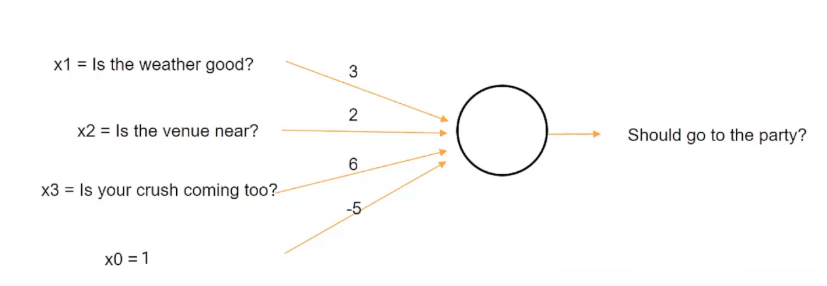 x1 = Is the weather good?
3
2
x2 = Is the venue near?
Should go to the party?
6
x3 = Is your crush coming too?
-5
x0 = 1